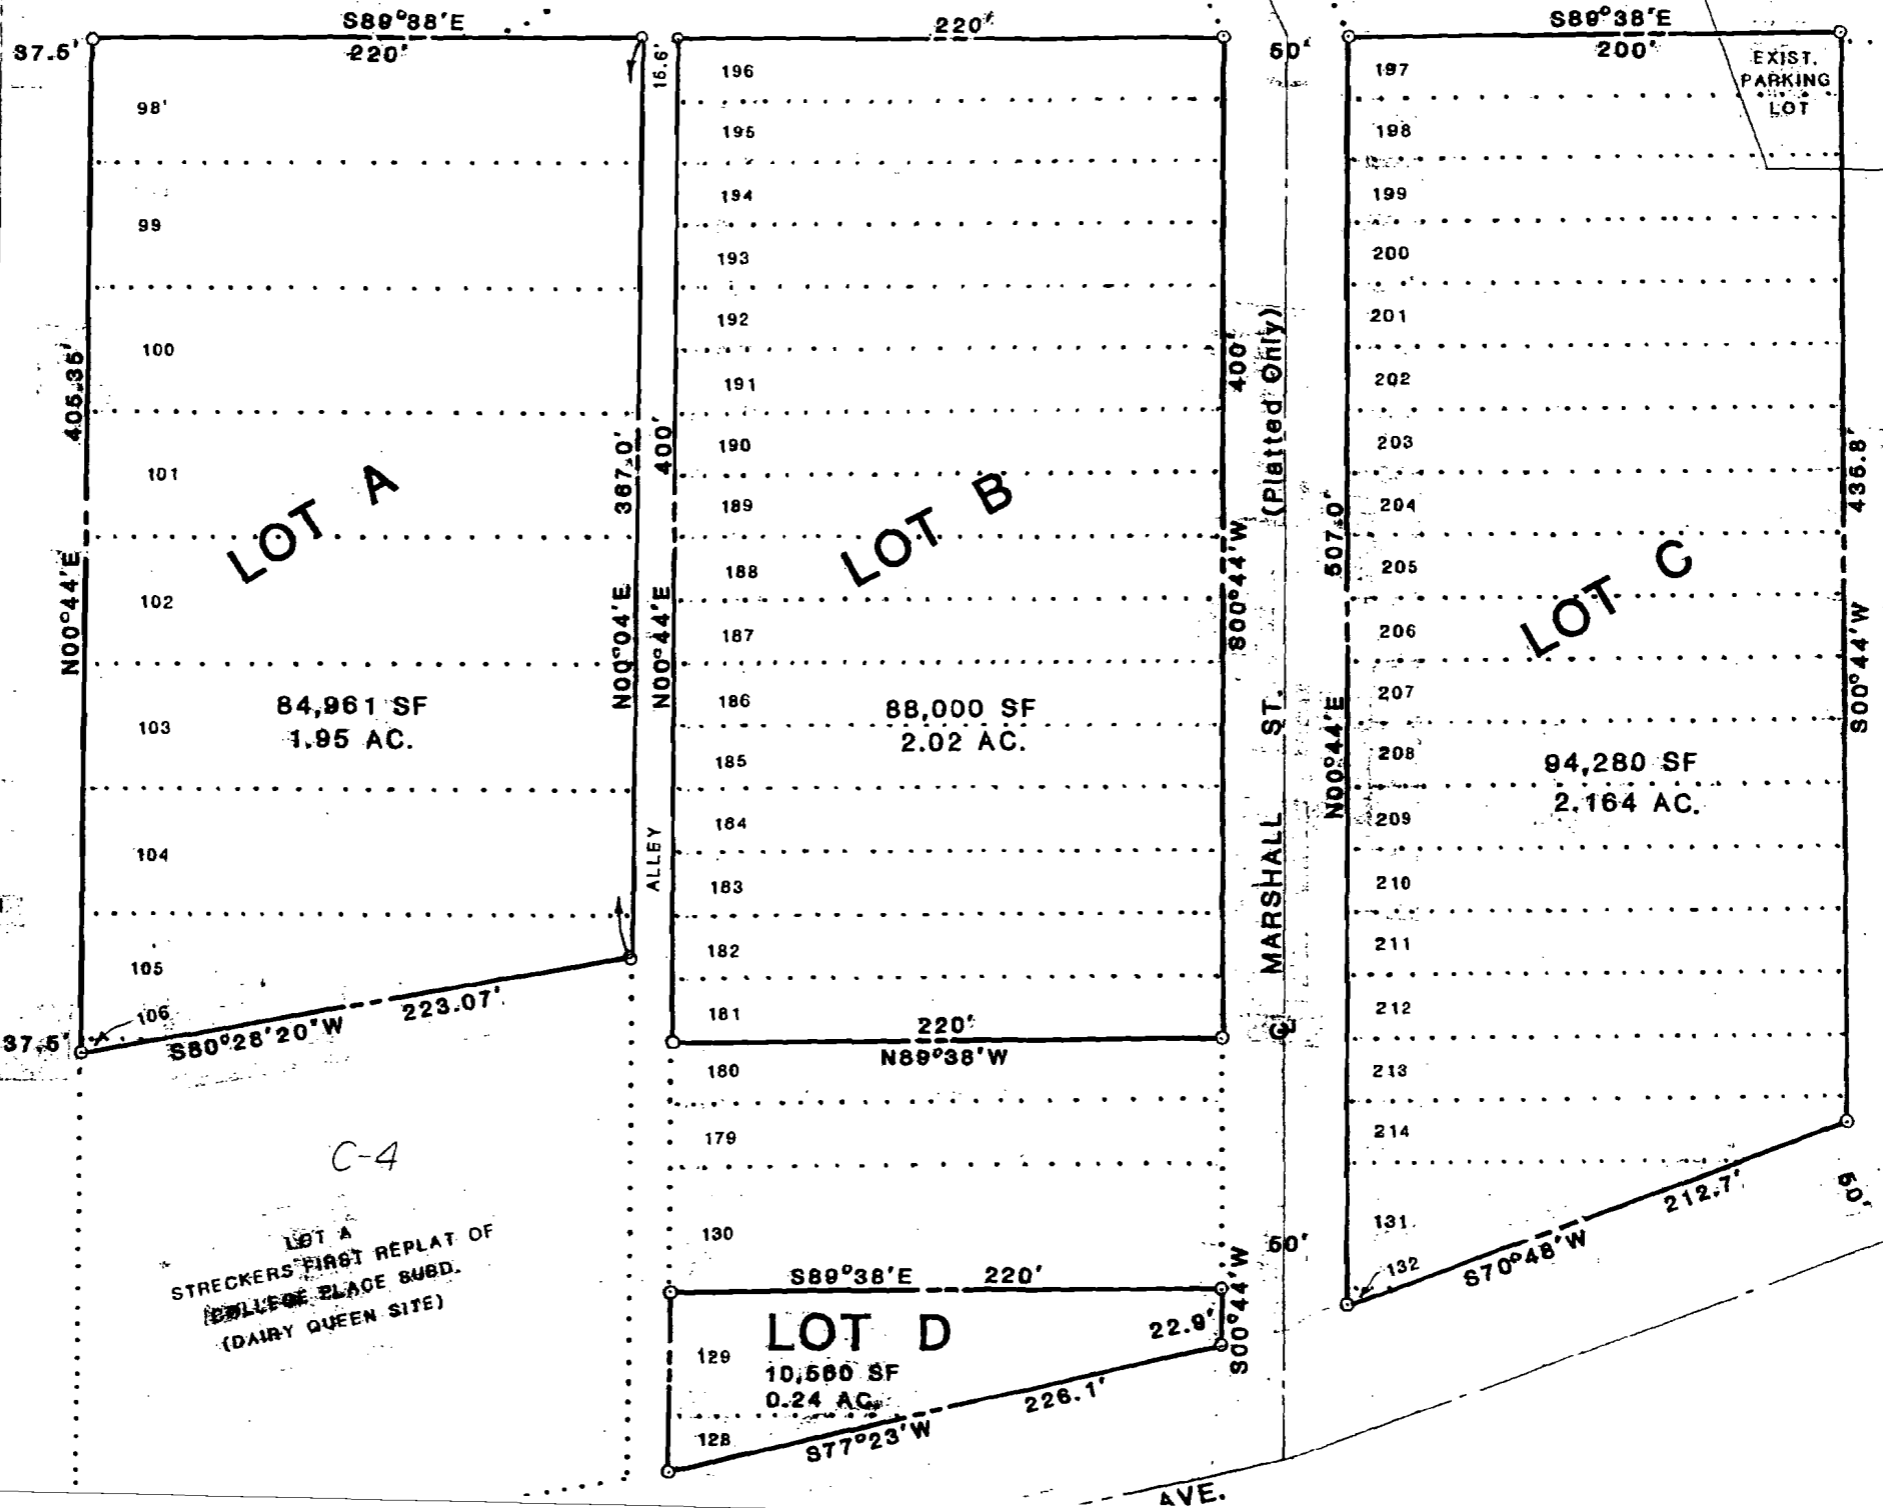 S89°38'E
220'
37.5'
98'
99
100
101
102
103
104
105
106
405.35'
N00°44'E
LOT A
84,961 SF
1.95 AC.
367.0'
N00°04'E
37.5'
S80°28'20"W
223.07'
16.6'
400'
N00°44'E
ALLEY
220'
196
195
194
193
192
191
190
189
188
187
186
185
184
183
182
181
LOT B
88,000 SF
2.02 AC.
400'
S00°44'W
220'
N89°38'W
180
179
130
50'
MARSHALL ST. (Platted Only)
S89°38'E
200'
EXIST.
PARKING
LOT
197
198
199
200
201
202
203
204
205
206
207
208
209
210
211
212
213
214
131
132
507.0'
N00°44'E
LOT C
94,280 SF
2.164 AC.
S00°44'W
S70°48'W
212.7'
50'
C-4
LOT A
STRECKERS FIRST REPLAT OF
COLLEGE PLACE SUBD.
(DAIRY QUEEN SITE)
S89°38'E 220'
LOT D
129
22.9'
S00°44'W
0.24 AC.
128
S77°23'W
226.1'
AVE.